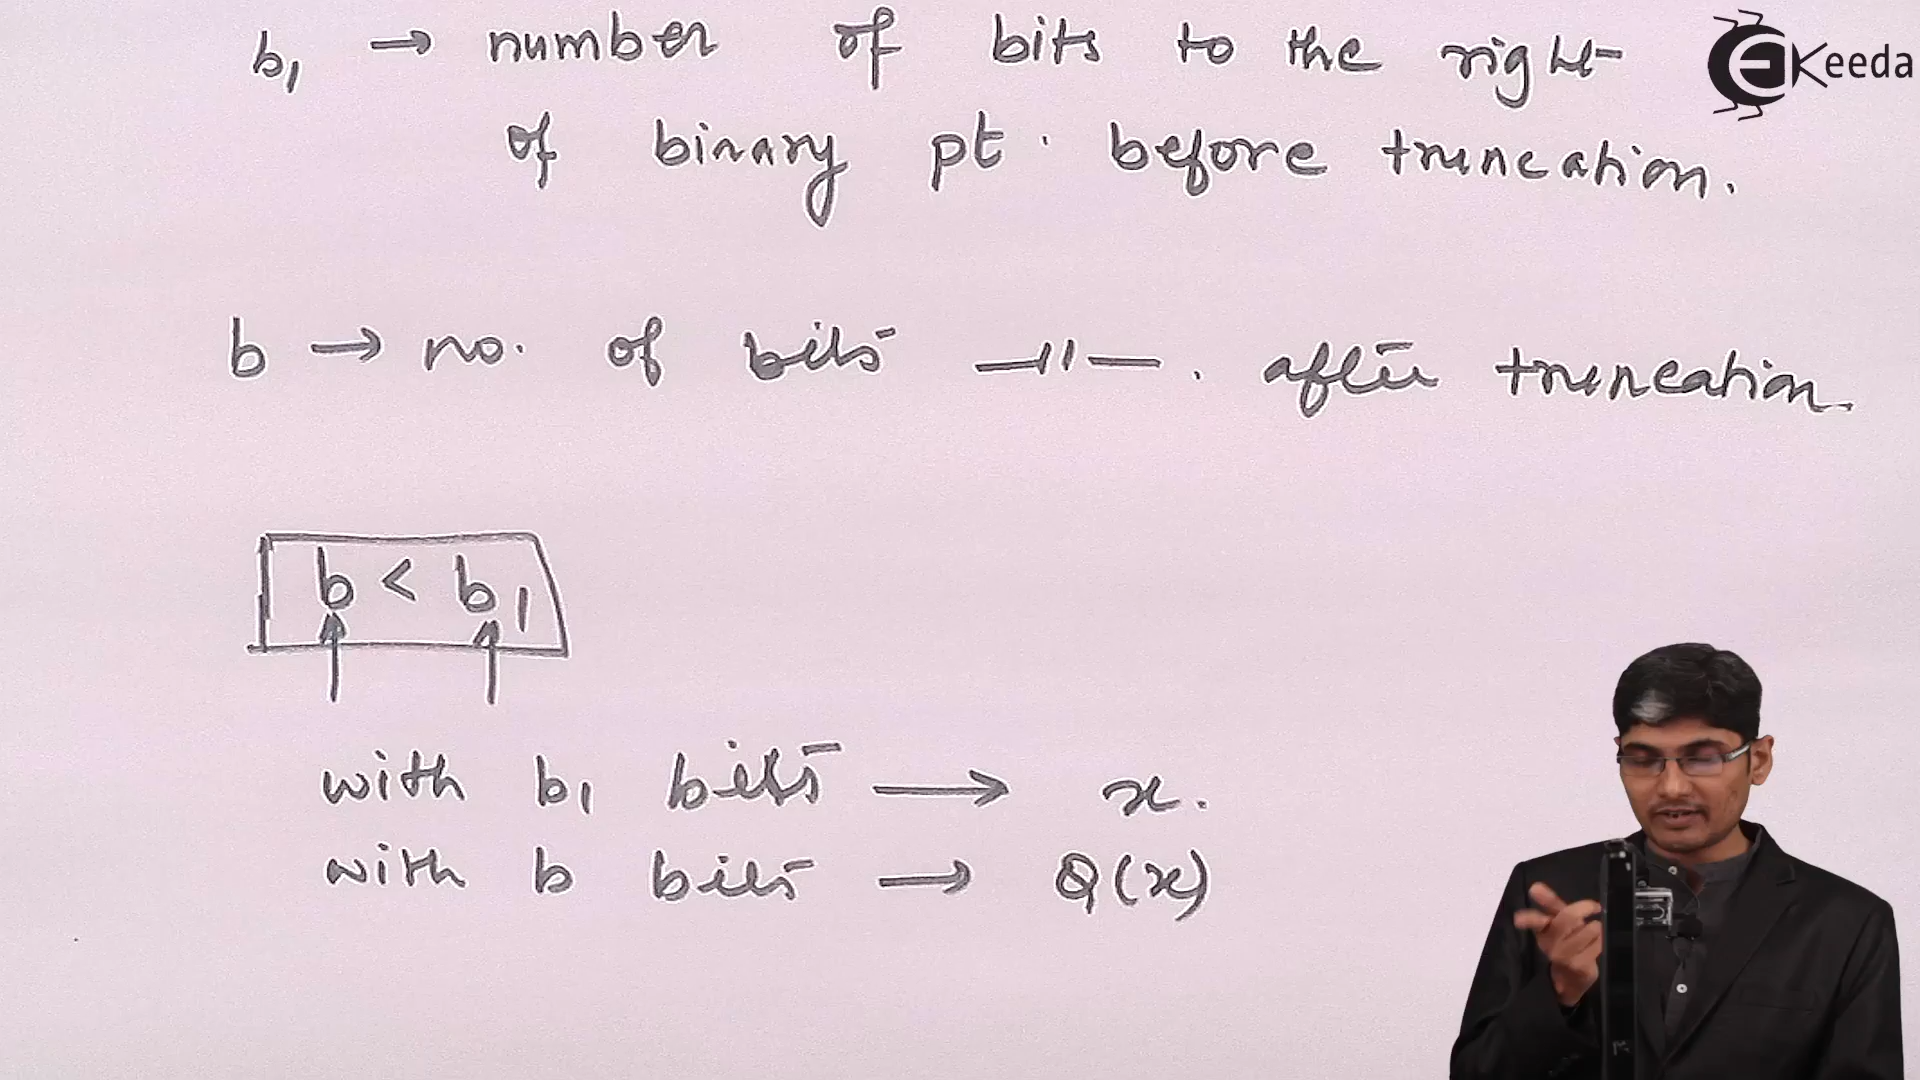 b₁ → number of bits to the right
of binary pt. before truncation.
Keeda
b → no. of bits —"—. after truncation.
b < b₁
with b₁ bits → x.
with b bits → Q(x)